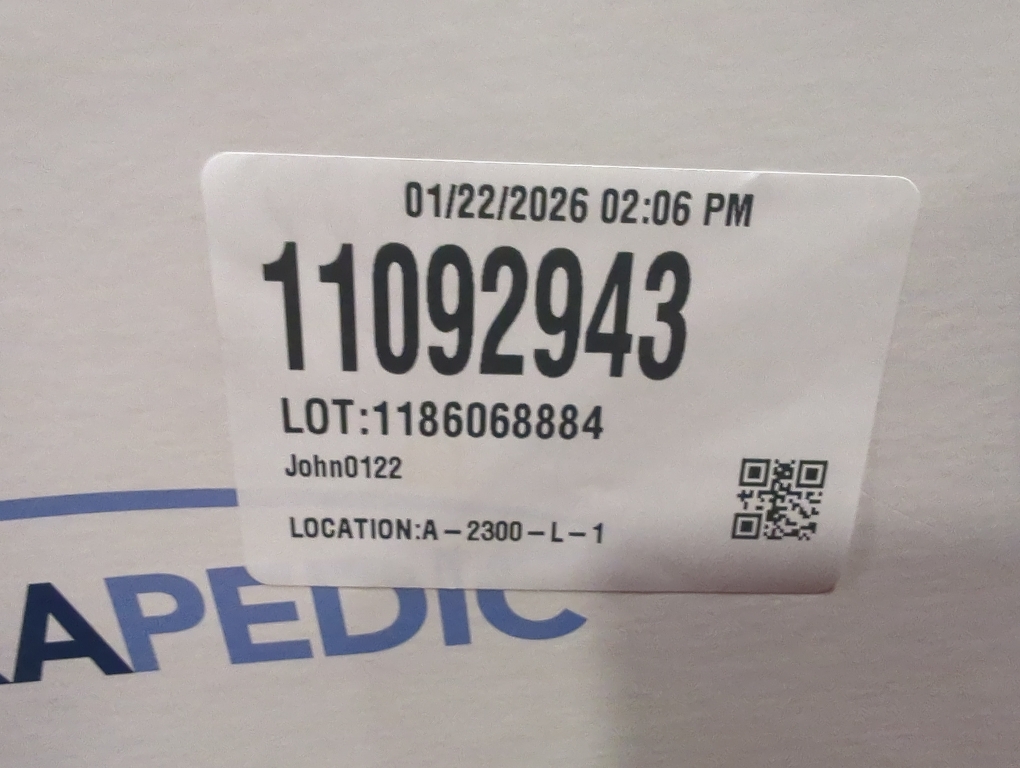 01/22/2026 02:06 PM
11092943
LOT:1186068884
John0122
LOCATION:A-2300-L-1
APEDIC